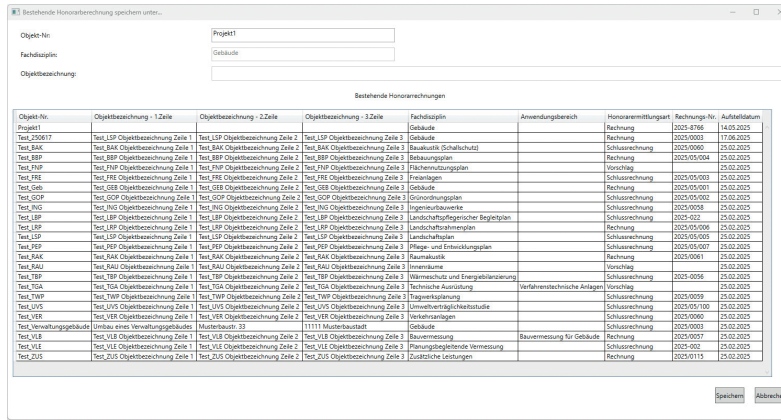 Bestehende Honorarberechnung speichern unter...
Objekt-Nr: Projekt1
Fachdisziplin: Gebäude
Objektbezeichnung:
Bestehende Honorarrechnungen
Objekt-Nr. Objektbezeichnung - 1.Zeile Objektbezeichnung - 2.Zeile Objektbezeichnung - 3.Zeile Fachdisziplin Anwendungsbereich Honorarermittlungsart Rechnungs-Nr. Aufstelldatum
Projekt1 Gebäude Rechnung 2025-8766 14.05.2025
Test_250617 Test_LSP Objektbezeichnung Zeile 1 Test_LSP Objektbezeichnung Zeile 2 Test_LSP Objektbezeichnung Zeile 3 Gebäude Rechnung 2025/0003 17.06.2025
Test_BAK Test_BAK Objektbezeichnung Zeile 1 Test_BAK Objektbezeichnung Zeile 2 Test_BAK Objektbezeichnung Zeile 3 Bauakustik (Schallschutz) Schlussrechnung 2025/0060 25.02.2025
Test_BBP Test_BBP Objektbezeichnung Zeile 1 Test_BBP Objektbezeichnung Zeile 2 Test_BBP Objektbezeichnung Zeile 3 Bebauungsplan Rechnung 2025/05/004 25.02.2025
Test_FNP Test_FNP Objektbezeichnung Zeile 1 Test_FNP Objektbezeichnung Zeile 2 Test_FNP Objektbezeichnung Zeile 3 Flächennutzungsplan Vorschlag 25.02.2025
Test_FRE Test_FRE Objektbezeichnung Zeile 1 Test_FRE Objektbezeichnung Zeile 2 Test_FRE Objektbezeichnung Zeile 3 Freianlagen Schlussrechnung 2025/05/003 25.02.2025
Test_Geb Test_GEB Objektbezeichnung Zeile 1 Test_GEB Objektbezeichnung Zeile 2 Test_GEB Objektbezeichnung Zeile 3 Gebäude Rechnung 2025/05/001 25.02.2025
Test_GOP Test_GOP Objektbezeichnung Zeile 1 Test_GOP Objektbezeichnung Zeile 2 Test_GOP Objektbezeichnung Zeile 3 Grünordnungsplan Schlussrechnung 2025/05/002 25.02.2025
Test_ING Test_ING Objektbezeichnung Zeile 1 Test_ING Objektbezeichnung Zeile 2 Test_ING Objektbezeichnung Zeile 3 Ingenieurbauwerke Schlussrechnung 2025/0058 25.02.2025
Test_LBP Test_LBP Objektbezeichnung Zeile 1 Test_LBP Objektbezeichnung Zeile 2 Test_LBP Objektbezeichnung Zeile 3 Landschaftspflegerischer Begleitplan Schlussrechnung 2025-022 25.02.2025
Test_LRP Test_LRP Objektbezeichnung Zeile 1 Test_LRP Objektbezeichnung Zeile 2 Test_LRP Objektbezeichnung Zeile 3 Landschaftsrahmenplan Rechnung 2025/05/006 25.02.2025
Test_LSP Test_LSP Objektbezeichnung Zeile 1 Test_LSP Objektbezeichnung Zeile 2 Test_LSP Objektbezeichnung Zeile 3 Landschaftsplan Schlussrechnung 2025/05/005 25.02.2025
Test_PEP Test_PEP Objektbezeichnung Zeile 1 Test_PEP Objektbezeichnung Zeile 2 Test_PEP Objektbezeichnung Zeile 3 Pflege- und Entwicklungsplan Schlussrechnung 2025/05/007 25.02.2025
Test_RAK Test_RAK Objektbezeichnung Zeile 1 Test_RAK Objektbezeichnung Zeile 2 Test_RAK Objektbezeichnung Zeile 3 Raumakustik Rechnung 2025/0061 25.02.2025
Test_RAU Test_RAU Objektbezeichnung Zeile 1 Test_RAU Objektbezeichnung Zeile 2 Test_RAU Objektbezeichnung Zeile 3 Innenräume Vorschlag 25.02.2025
Test_TBP Test_TBP Objektbezeichnung Zeile 1 Test_TBP Objektbezeichnung Zeile 2 Test_TBP Objektbezeichnung Zeile 3 Wärmeschutz und Energiebilanzierung Schlussrechnung 2025-0056 25.02.2025
Test_TGA Test_TGA Objektbezeichnung Zeile 1 Test_TGA Objektbezeichnung Zeile 2 Test_TGA Objektbezeichnung Zeile 3 Technische Ausrüstung Verfahrenstechnische Anlagen Vorschlag 25.02.2025
Test_TWP Test_TWP Objektbezeichnung Zeile 1 Test_TWP Objektbezeichnung Zeile 2 Test_TWP Objektbezeichnung Zeile 3 Tragwerksplanung Schlussrechnung 2025/0059 25.02.2025
Test_UVS Test_UVS Objektbezeichnung Zeile 1 Test_UVS Objektbezeichnung Zeile 2 Test_UVS Objektbezeichnung Zeile 3 Umweltverträglichkeitsstudie Schlussrechnung 2025/05/100 25.02.2025
Test_VER Test_VER Objektbezeichnung Zeile 1 Test_VER Objektbezeichnung Zeile 2 Test_VER Objektbezeichnung Zeile 3 Verkehrsanlagen Schlussrechnung 2025/0060 25.02.2025
Test_Verwaltungsgebäude Umbau eines Verwaltungsgebäudes Musterbaustr. 33 11111 Musterbaustadt Gebäude Schlussrechnung 2025/0003 25.02.2025
Test_VLB Test_VLB Objektbezeichnung Zeile 1 Test_VLB Objektbezeichnung Zeile 2 Test_VLB Objektbezeichnung Zeile 3 Bauvermessung Bauvermessung für Gebäude Rechnung 2025/0057 25.02.2025
Test_VLE Test_VLE Objektbezeichnung Zeile 1 Test_VLE Objektbezeichnung Zeile 2 Test_VLE Objektbezeichnung Zeile 3 Planungsbegleitende Vermessung Schlussrechnung 2025-002 25.02.2025
Test_ZUS Test_ZUS Objektbezeichnung Zeile 1 Test_ZUS Objektbezeichnung Zeile 2 Test_ZUS Objektbezeichnung Zeile 3 Zusätzliche Leistungen Rechnung 2025/0115 25.02.2025
Speichern Abbreche